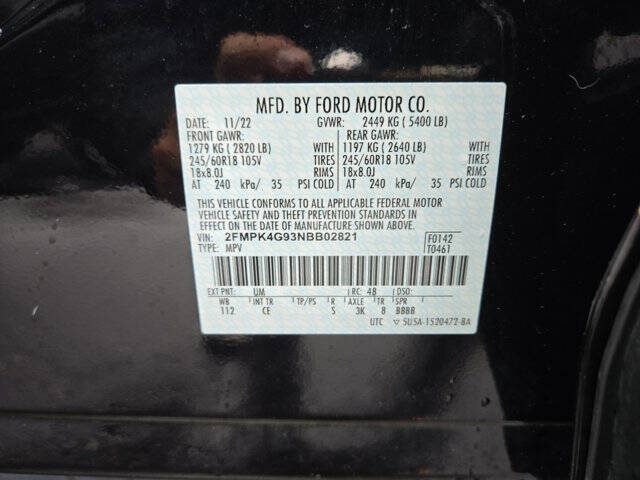 MFD. BY FORD MOTOR CO.
DATE: 11/22 GVWR: 2449 KG ( 5400 LB)
FRONT GAWR: REAR GAWR:
1279 KG ( 2820 LB) WITH 1197 KG ( 2640 LB) WITH
245/60R18 105V TIRES 245/60R18 105V TIRES
18x8.0J RIMS 18x8.0J RIMS
AT 240 kPa/ 35 PSI COLD AT 240 kPa/ 35 PSI COLD
THIS VEHICLE CONFORMS TO ALL APPLICABLE FEDERAL MOTOR
VEHICLE SAFETY AND THEFT PREVENTION STANDARDS IN
EFFECT ON THE DATE OF MANUFACTURE SHOWN ABOVE.
VIN: 2FMPK4G93NBB02821 F0142
TYPE: MPV T0461
EXT PNT: UM RC: 48 DSO:
WB INT TR TP/PS R AXLE TR SPR
112 CE S 3K 8 BBBB
UTC ▽ 5U5A-1520472-BA